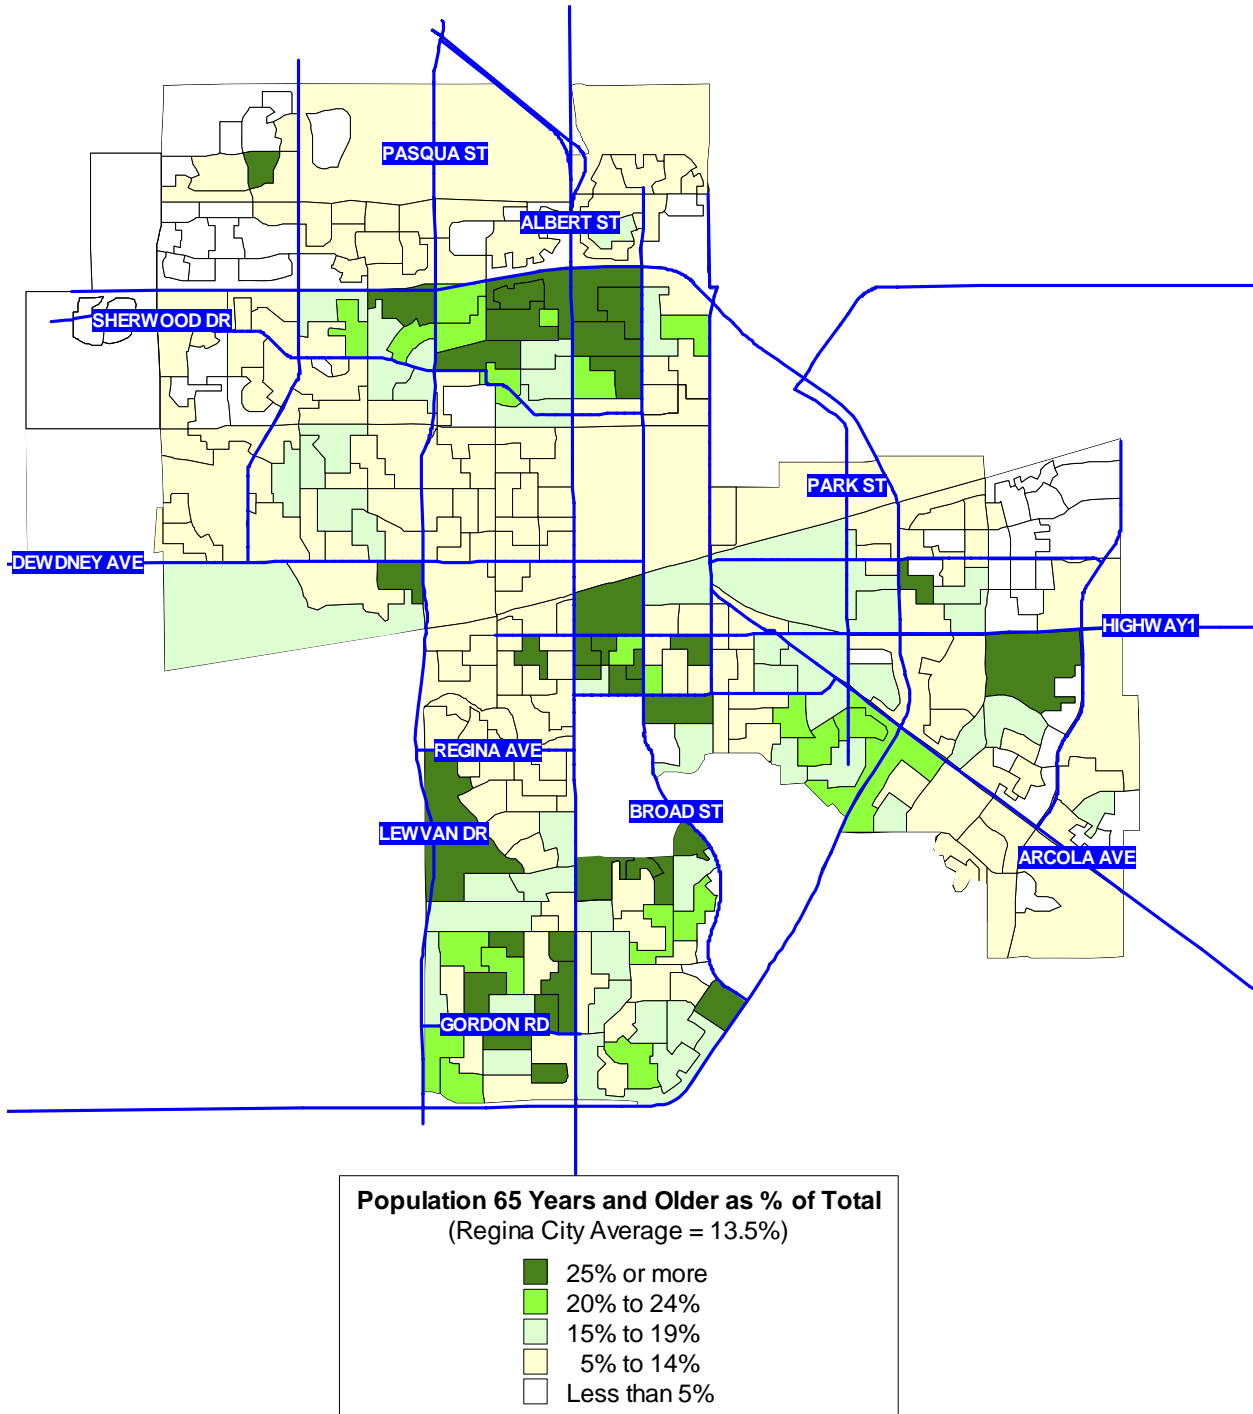 PASQUA ST
ALBERT ST
SHERWOOD DR
PARK ST
DEWDNEY AVE
HIGHWAY1
REGINA AVE
BROAD ST
LEWVAN DR
ARCOLA AVE
GORDON RD
Population 65 Years and Older as % of Total
(Regina City Average = 13.5%)
25% or more
20% to 24%
15% to 19%
5% to 14%
Less than 5%